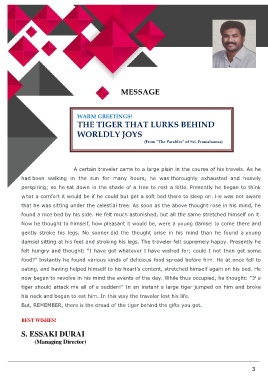 MESSAGE
WARM GREETINGS!
THE TIGER THAT LURKS BEHIND
WORLDLY JOYS
(From "The Parables" of Sri. Pramahamsa)
A certain traveler came to a large plain in the course of his travels. As he
had been walking in the sun for many hours, he was thoroughly exhausted and heavily
perspiring; so he sat down in the shade of a tree to rest a little. Presently he began to think
what a comfort it would be if he could but get a soft bed there to sleep on. He was not aware
that he was sitting under the celestial tree. As soon as the above thought rose in his mind, he
found a nice bed by his side. He felt much astonished, but all the same stretched himself on it.
Now he thought to himself, how pleasant it would be, were a young damsel to come there and
gently stroke his legs. No sooner did the thought arise in his mind than he found a young
damsel sitting at his feet and stroking his legs. The traveler felt supremely happy. Presently he
felt hungry and thought: "I have got whatever I have wished for; could I not then get some
food?" Instantly he found various kinds of delicious food spread before him. He at once fell to
eating, and having helped himself to his heart's content, stretched himself again on his bed. He
now began to revolve in his mind the events of the day. While thus occupied, he thought: "If a
tiger should attack me all of a sudden!" In an instant a large tiger jumped on him and broke
his neck and began to eat him. In this way the traveler lost his life.
But, REMEMBER, there is the dread of the tiger behind the gifts you got.
BEST WISHES!
S. ESSAKI DURAI
(Managing Director)
3